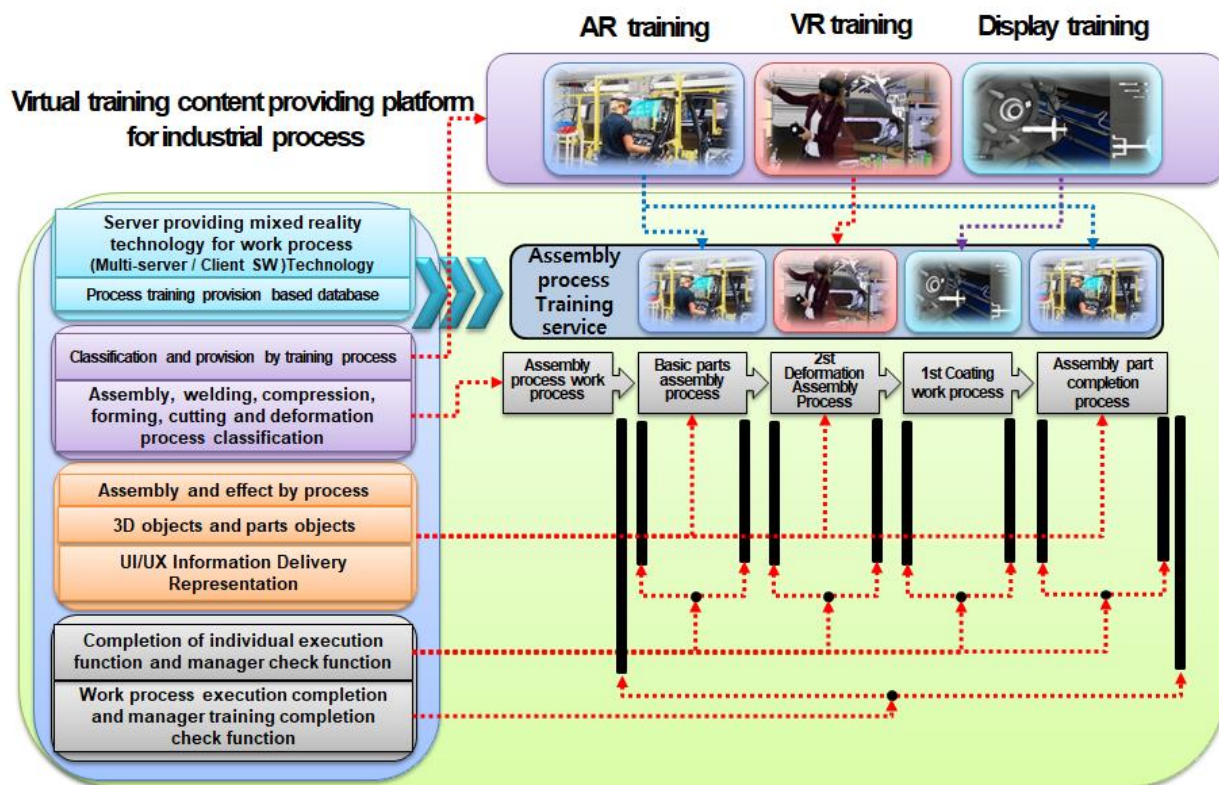 AR training
VR training
Display training
Virtual training content providing platform
for industrial process
Server providing mixed reality
technology for work process
(Multi-server / Client SW )Technology
Process training provision based database
Classification and provision by training process
Assembly, welding, compression,
forming, cutting and deformation
process classification
Assembly and effect by process
3D objects and parts objects
UI/UX Information Delivery
Representation
Completion of individual execution
function and manager check function
Work process execution completion
and manager training completion
check function
Assembly
process
Training
service
Assembly
process work
process
Basic parts
assembly
process
2st
Deformation
Assembly
Process
1st Coating
work process
Assembly part
completion
process